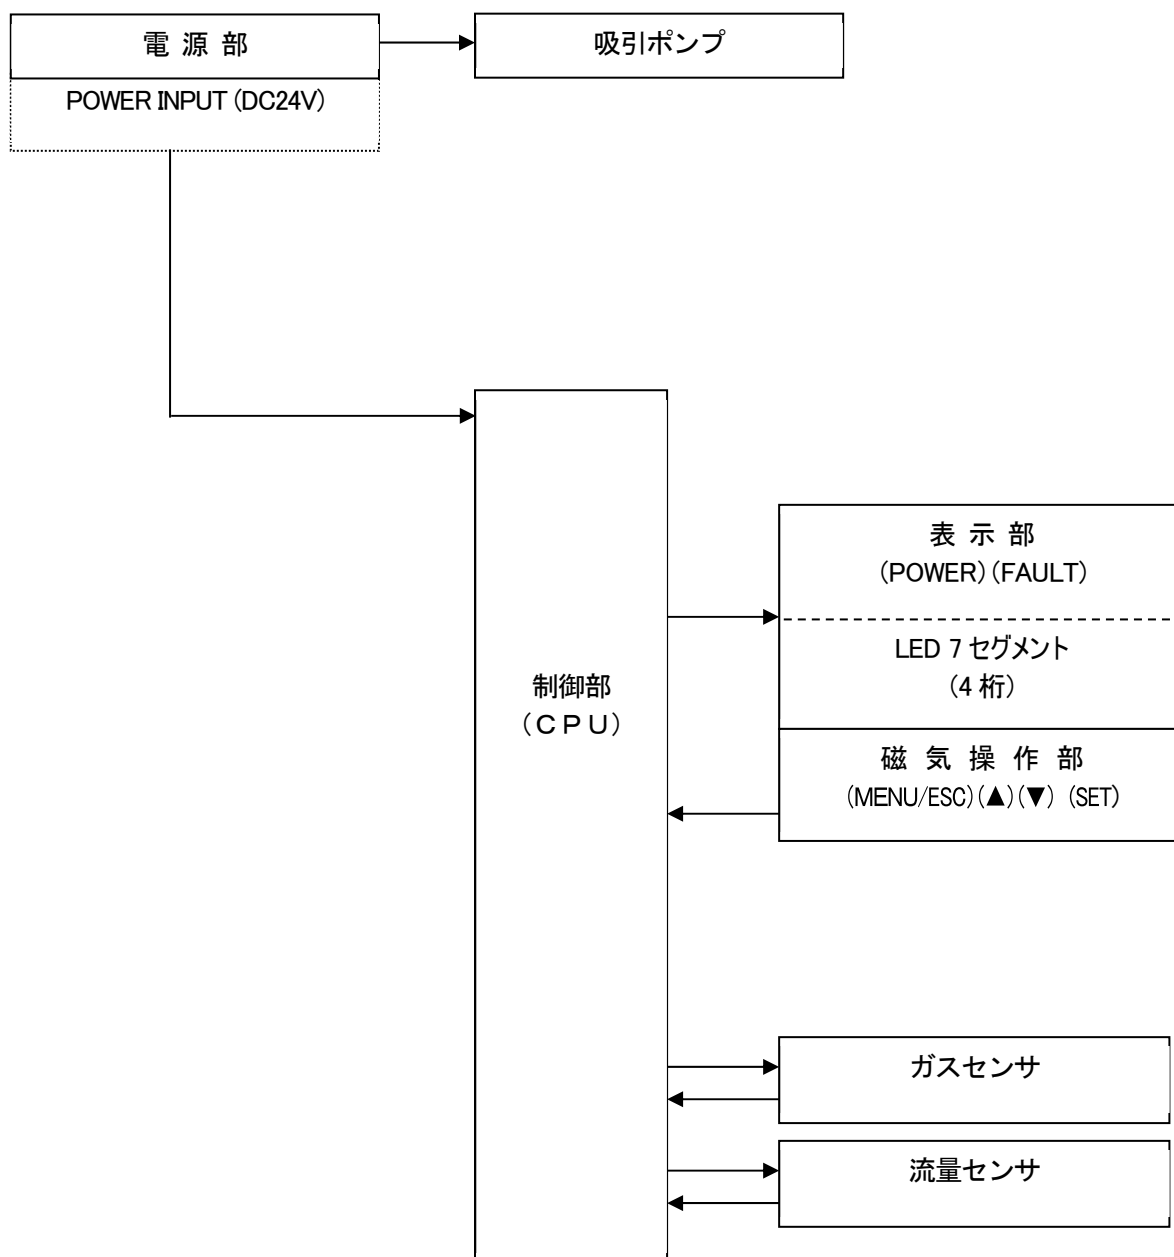 電 源 部
吸引ポンプ
POWER INPUT (DC24V)
表 示 部
(POWER) (FAULT)
LED 7 セグメント
(4 桁)
制御部
(ＣＰＵ)
磁 気 操 作 部
(MENU/ESC)(▲)(▼) (SET)
ガスセンサ
流量センサ